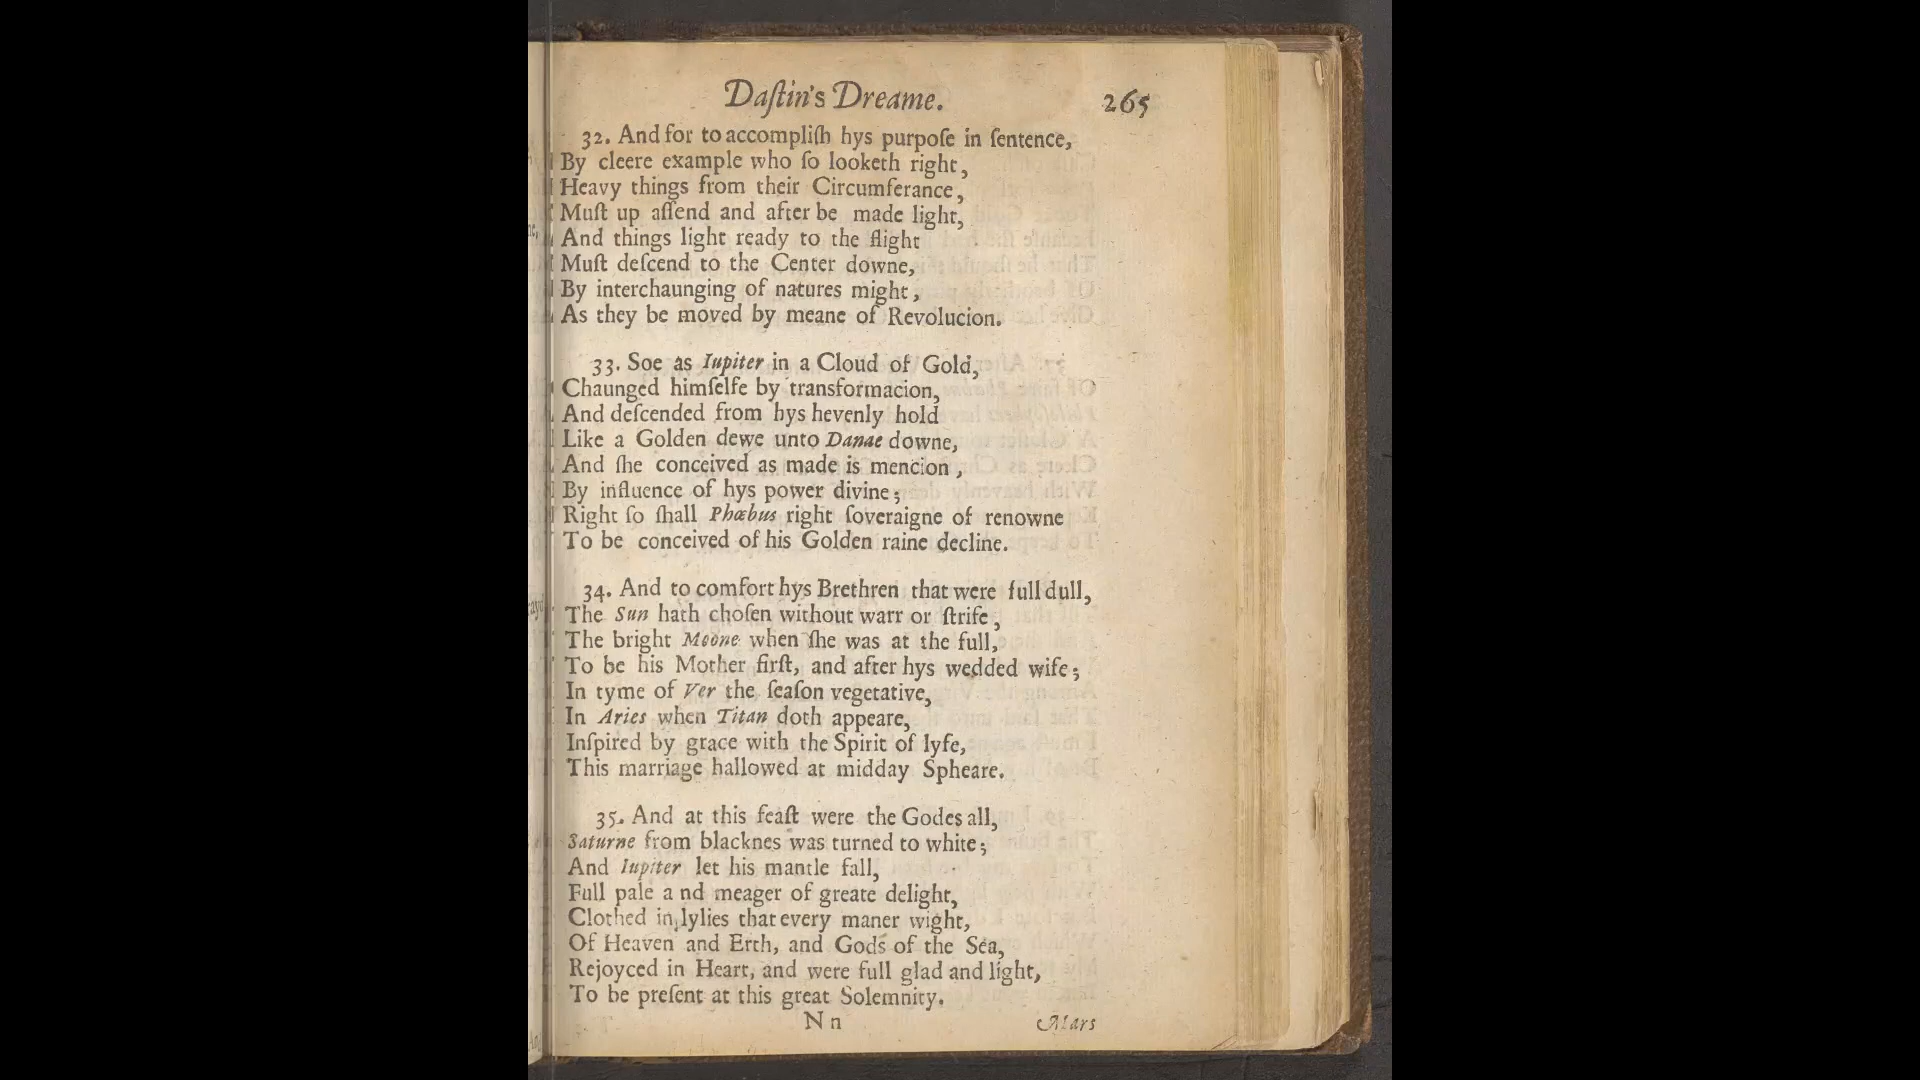 Daſtin's Dreame. 265
32. And for to accompliſh hys purpoſe in ſentence,
By cleere example who ſo looketh right,
Heavy things from their Circumferance,
Muſt up aſſend and after be made light,
And things light ready to the flight
Muſt deſcend to the Center downe,
By interchaunging of natures might,
As they be moved by meane of Revolucion.
33. Soe as Iupiter in a Cloud of Gold,
Chaunged himſelfe by transformacion,
And deſcended from hys hevenly hold
Like a Golden dewe unto Danae downe,
And ſhe conceived as made is mencion,
By influence of hys power divine;
Right ſo ſhall Phœbus right ſoveraigne of renowne
To be conceived of his Golden raine decline.
34. And to comfort hys Brethren that were full dull,
The Sun hath choſen without warr or ſtrife,
The bright Moone when ſhe was at the full,
To be his Mother firſt, and after hys wedded wife;
In tyme of Ver the ſeaſon vegetative,
In Aries when Titan doth appeare,
Inſpired by grace with the Spirit of lyfe,
This marriage hallowed at midday Spheare.
35. And at this feaſt were the Godes all,
Saturne from blacknes was turned to white;
And Iupiter let his mantle fall,
Full pale a nd meager of greate delight,
Clothed in lylies that every maner wight,
Of Heaven and Erth, and Gods of the Sea,
Rejoyced in Heart, and were full glad and light,
To be preſent at this great Solemnity.
N n Mars